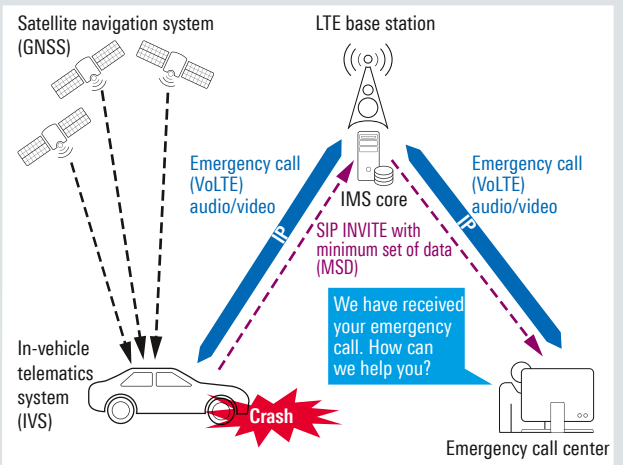 Satellite navigation system
(GNSS)
LTE base station
Emergency call
(VoLTE)
audio/video
IP
IMS core
SIP INVITE with
minimum set of data
(MSD)
Emergency call
(VoLTE)
audio/video
IP
We have received
your emergency
call. How can
we help you?
In-vehicle
telematics
system
(IVS)
Crash
Emergency call center